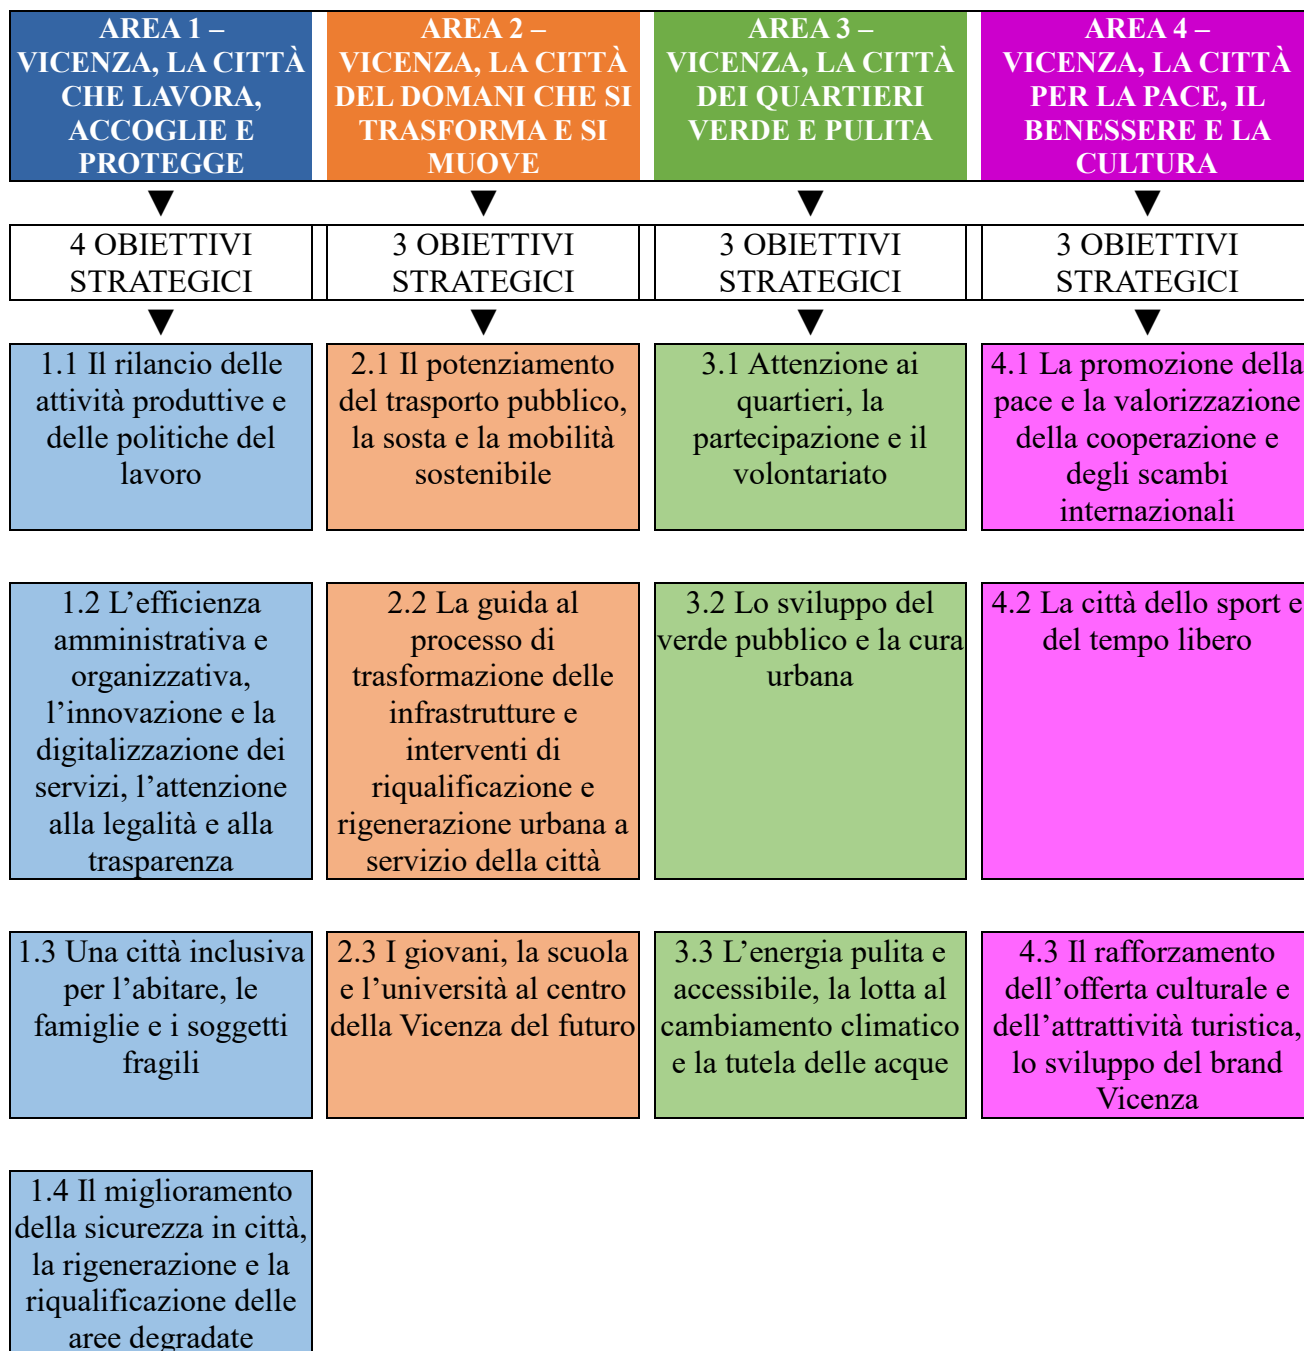 AREA 1 –
VICENZA, LA CITTÀ
CHE LAVORA,
ACCOGLIE E
PROTEGGE
AREA 2 –
VICENZA, LA CITTÀ
DEL DOMANI CHE SI
TRASFORMA E SI
MUOVE
AREA 3 –
VICENZA, LA CITTÀ
DEI QUARTIERI
VERDE E PULITA
AREA 4 –
VICENZA, LA CITTÀ
PER LA PACE, IL
BENESSERE E LA
CULTURA
4 OBIETTIVI
STRATEGICI
3 OBIETTIVI
STRATEGICI
3 OBIETTIVI
STRATEGICI
3 OBIETTIVI
STRATEGICI
1.1 Il rilancio delle
attività produttive e
delle politiche del
lavoro
2.1 Il potenziamento
del trasporto pubblico,
la sosta e la mobilità
sostenibile
3.1 Attenzione ai
quartieri, la
partecipazione e il
volontariato
4.1 La promozione della
pace e la valorizzazione
della cooperazione e
degli scambi
internazionali
1.2 L’efficienza
amministrativa e
organizzativa,
l’innovazione e la
digitalizzazione dei
servizi, l’attenzione
alla legalità e alla
trasparenza
2.2 La guida al
processo di
trasformazione delle
infrastrutture e
interventi di
riqualificazione e
rigenerazione urbana a
servizio della città
3.2 Lo sviluppo del
verde pubblico e la cura
urbana
4.2 La città dello sport e
del tempo libero
1.3 Una città inclusiva
per l’abitare, le
famiglie e i soggetti
fragili
2.3 I giovani, la scuola
e l’università al centro
della Vicenza del futuro
3.3 L’energia pulita e
accessibile, la lotta al
cambiamento climatico
e la tutela delle acque
4.3 Il rafforzamento
dell’offerta culturale e
dell’attrattività turistica,
lo sviluppo del brand
Vicenza
1.4 Il miglioramento
della sicurezza in città,
la rigenerazione e la
riqualificazione delle
aree degradate